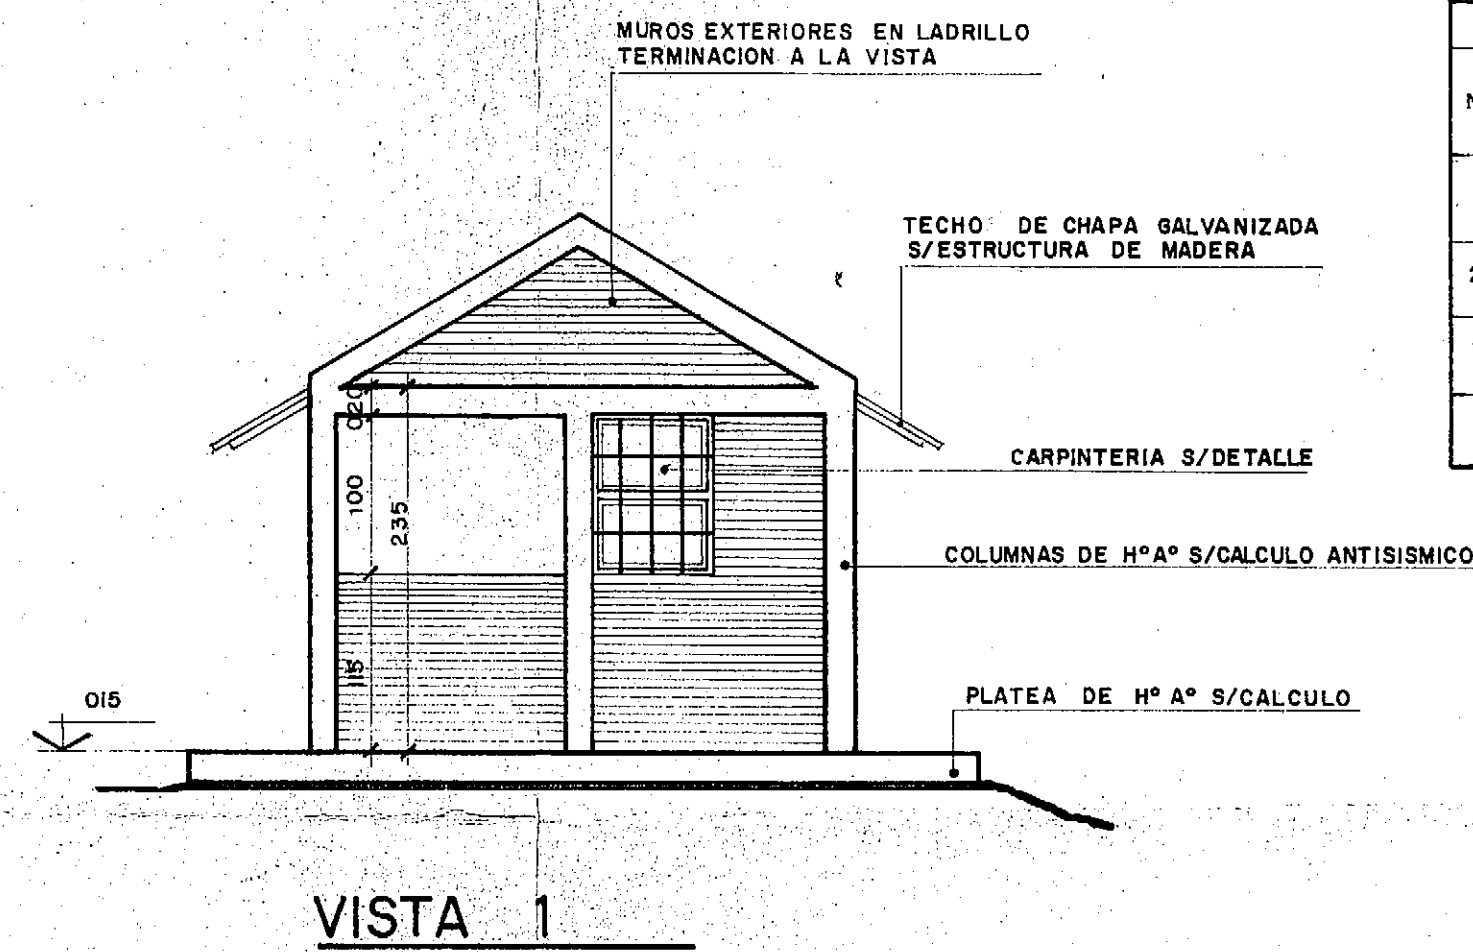 MUROS EXTERIORES EN LADRILLO
TERMINACION A LA VISTA
TECHO DE CHAPA GALVANIZADA
S/ESTRUCTURA DE MADERA
020
100
235
CARPINTERIA S/DETALLE
COLUMNAS DE HºAº S/CALCULO ANTISISMICO
115
015
PLATEA DE Hº Aº S/CALCULO
VISTA 1